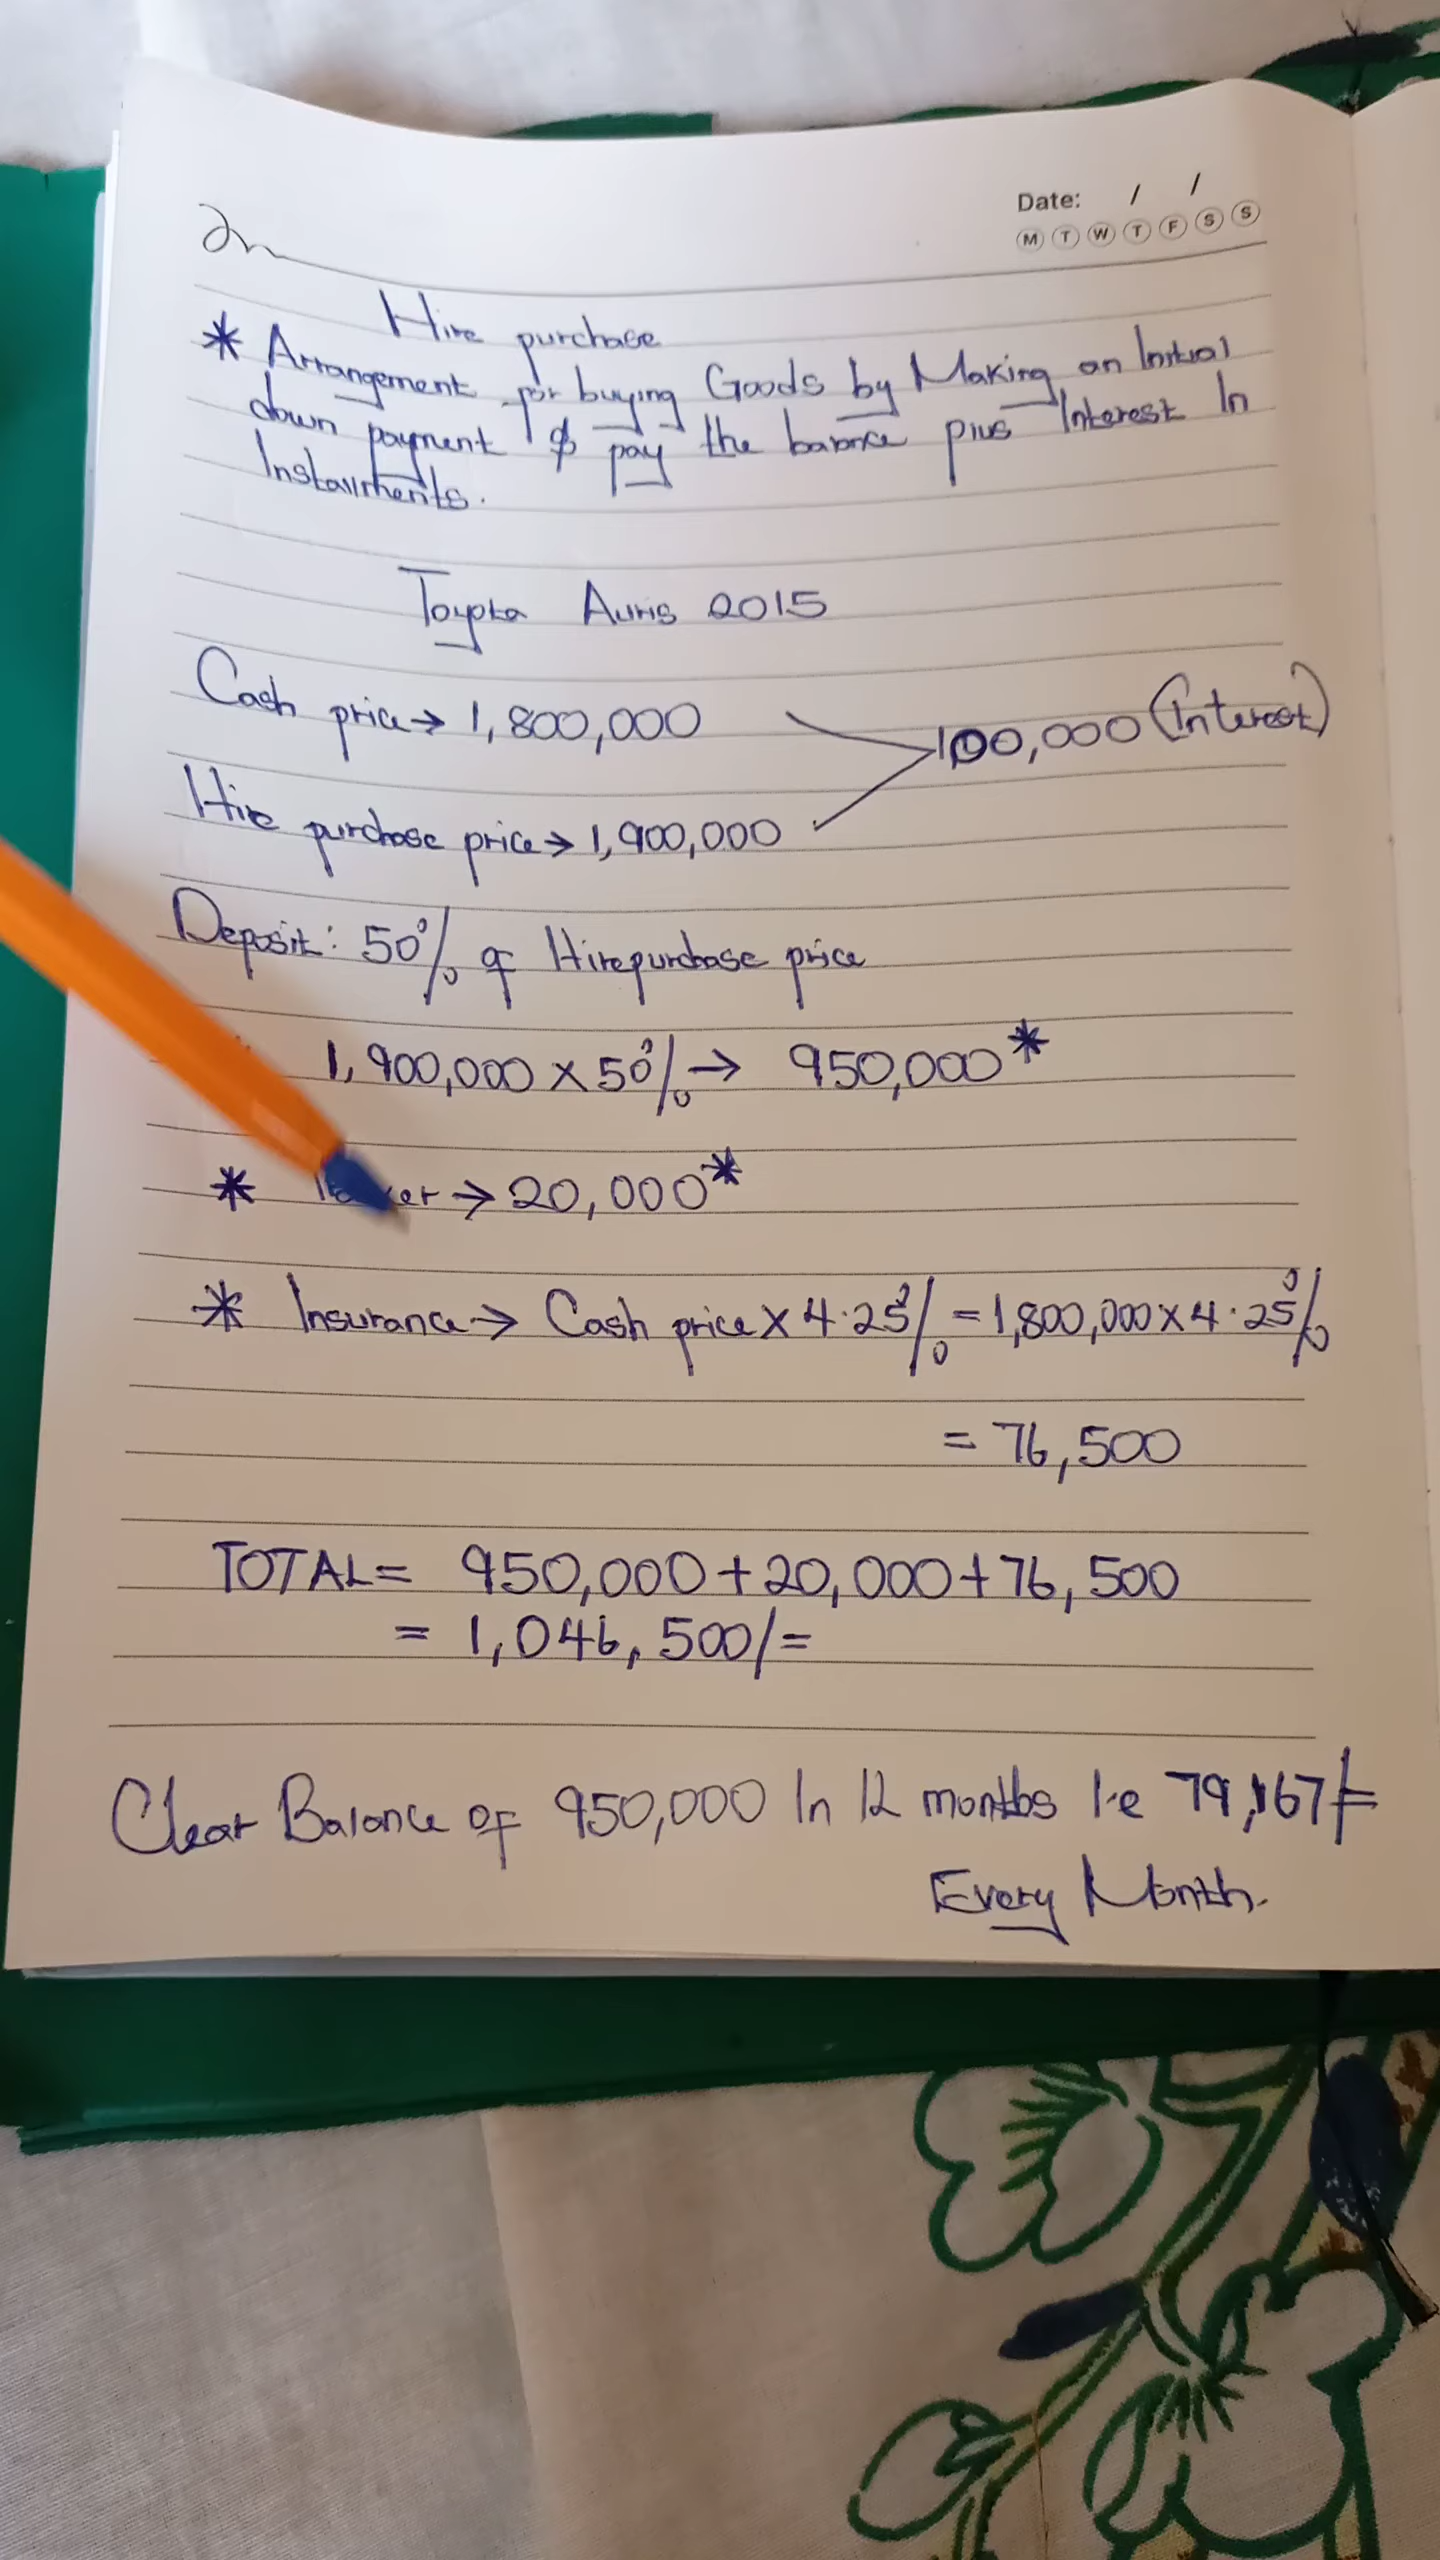 Date: / /
M T W T F S S
Hire purchase
* Arrangement for buying Goods by Making an Initial
down payment & pay the balance plus Interest In
Installments.
Toyota Auris 2015
Cash price → 1,800,000
100,000 (Interest)
Hire purchase price → 1,900,000
Deposit: 50% of Hirepurchase price
1,900,000 x 50% → 950,000*
* → 20,000*
* Insurance → Cash price x 4.25% = 1,800,000 x 4.25%
= 76,500
TOTAL = 950,000 + 20,000 + 76,500
= 1,046,500/=
Clear Balance of 950,000 In 12 months i.e 79,167/=
Every Month.